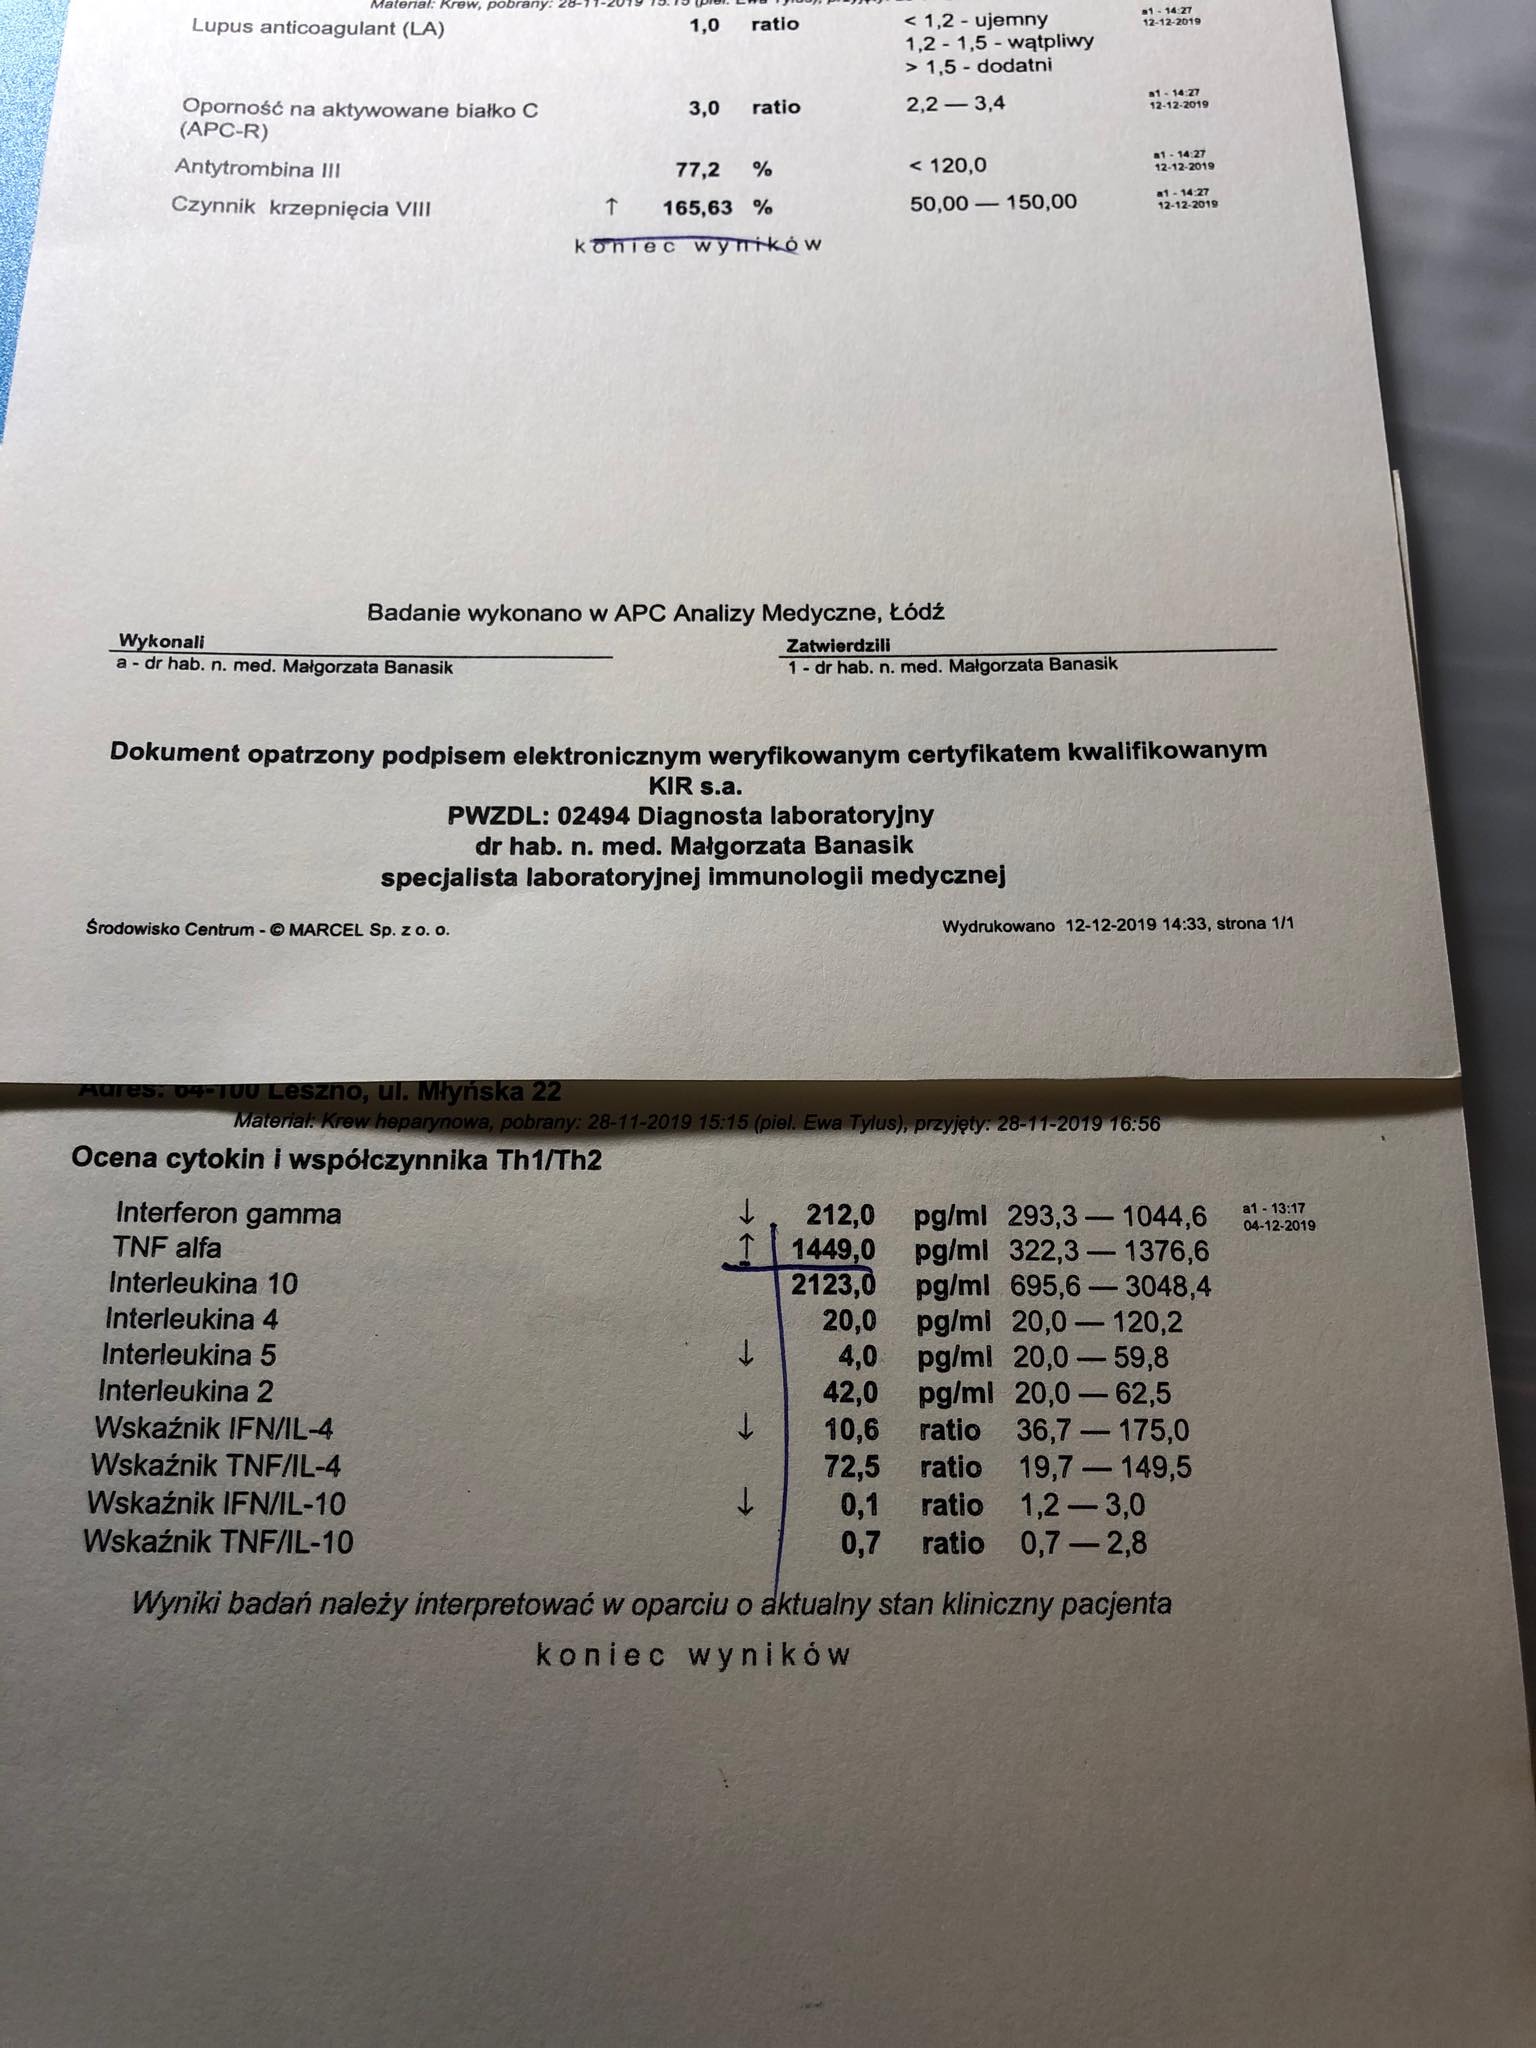 Materiał: Krew, pobrany: 28-11-2019 15:15 (piel. Ewa Tylus),
Lupus anticoagulant (LA) 1,0 ratio < 1,2 - ujemny a1 - 14:27
1,2 - 1,5 - wątpliwy 12-12-2019
> 1,5 - dodatni
Oporność na aktywowane białko C 3,0 ratio 2,2 — 3,4 a1 - 14:27
(APC-R) 12-12-2019
Antytrombina III 77,2 % < 120,0 a1 - 14:27
12-12-2019
Czynnik krzepnięcia VIII ↑ 165,63 % 50,00 — 150,00 a1 - 14:27
12-12-2019
koniec wyników
Badanie wykonano w APC Analizy Medyczne, Łódź
Wykonali Zatwierdzili
a - dr hab. n. med. Małgorzata Banasik 1 - dr hab. n. med. Małgorzata Banasik
Dokument opatrzony podpisem elektronicznym weryfikowanym certyfikatem kwalifikowanym
KIR s.a.
PWZDL: 02494 Diagnosta laboratoryjny
dr hab. n. med. Małgorzata Banasik
specjalista laboratoryjnej immunologii medycznej
Środowisko Centrum - © MARCEL Sp. z o. o. Wydrukowano 12-12-2019 14:33, strona 1/1
Adres: 64-100 Leszno, ul. Młyńska 22
Materiał: Krew heparynowa, pobrany: 28-11-2019 15:15 (piel. Ewa Tylus), przyjęty: 28-11-2019 16:56
Ocena cytokin i współczynnika Th1/Th2
Interferon gamma ↓ 212,0 pg/ml 293,3 — 1044,6 a1 - 13:17
04-12-2019
TNF alfa ↑ 1449,0 pg/ml 322,3 — 1376,6
Interleukina 10 2123,0 pg/ml 695,6 — 3048,4
Interleukina 4 20,0 pg/ml 20,0 — 120,2
Interleukina 5 ↓ 4,0 pg/ml 20,0 — 59,8
Interleukina 2 42,0 pg/ml 20,0 — 62,5
Wskaźnik IFN/IL-4 ↓ 10,6 ratio 36,7 — 175,0
Wskaźnik TNF/IL-4 72,5 ratio 19,7 — 149,5
Wskaźnik IFN/IL-10 ↓ 0,1 ratio 1,2 — 3,0
Wskaźnik TNF/IL-10 0,7 ratio 0,7 — 2,8
Wyniki badań należy interpretować w oparciu o aktualny stan kliniczny pacjenta
koniec wyników